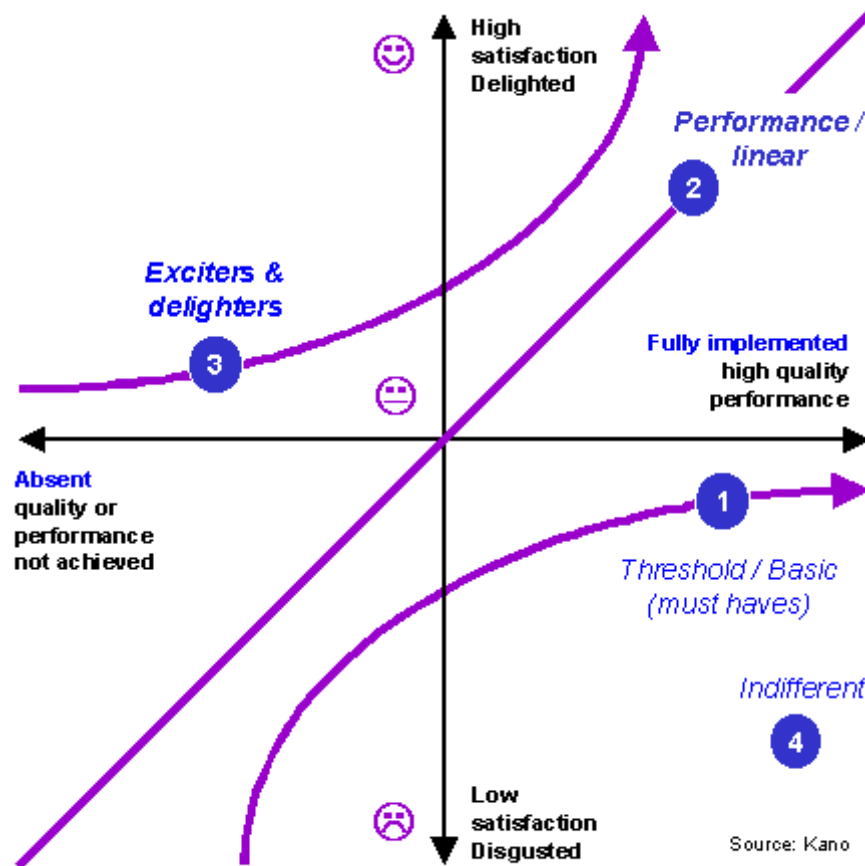 High
satisfaction
Delighted
Performance /
linear
2
Exciters &
delighters
3
Fully implemented
high quality
performance
Absent
quality or
performance
not achieved
1
Threshold / Basic
(must haves)
Indifferent
4
Low
satisfaction
Disgusted
Source: Kano